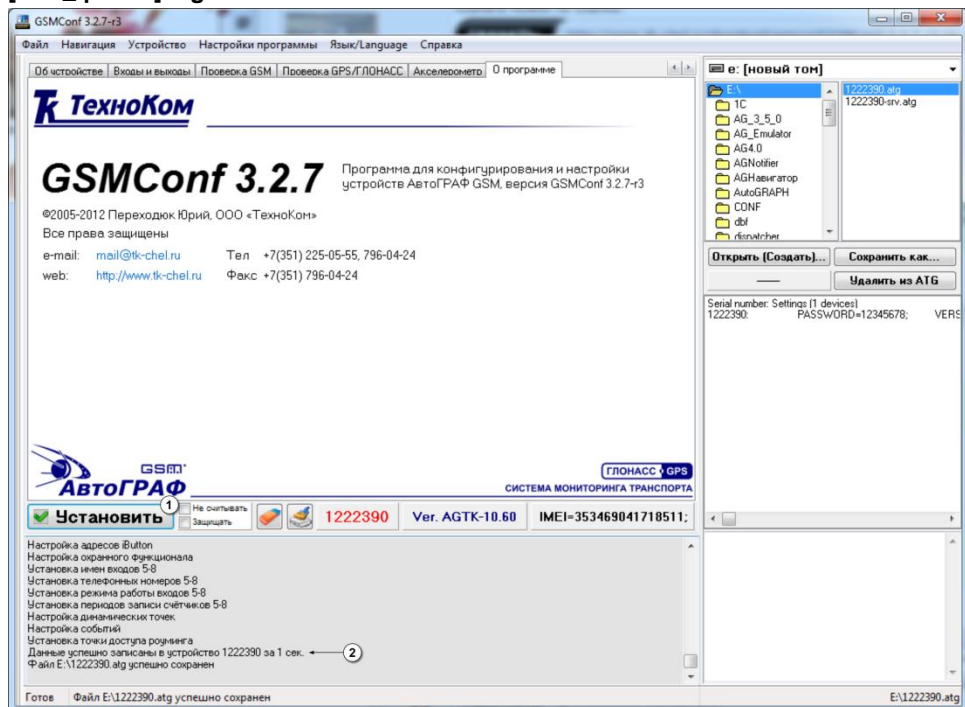 GSMConf 3.2.7-r3
Файл Навигация Устройство Настройки программы Язык/Language Справка
Об устройстве Входы и выходы Проверка GSM Проверка GPS/ГЛОНАСС Акселерометр О программе
ТК ТехноКом
GSMConf 3.2.7
Программа для конфигурирования и настройки
устройств АвтоГРАФ GSM, версия GSMConf 3.2.7-r3
©2005-2012 Переходюк Юрий, ООО «ТехноКом»
Все права защищены
e-mail: mail@tk-chel.ru Тел +7(351) 225-05-55, 796-04-24
web: http://www.tk-chel.ru Факс +7(351) 796-04-24
GSM
АвтоГРАФ
ГЛОНАСС GPS
СИСТЕМА МОНИТОРИНГА ТРАНСПОРТА
1
Установить
Не считывать
Защищать
1222390
Ver. AGTK-10.60
IMEI=353469041718511;
Настройка адресов iButton
Настройка охранного функционала
Установка имен входов 5-8
Установка телефонных номеров 5-8
Установка режима работы входов 5-8
Установка периодов записи счётчиков 5-8
Настройка динамических точек
Настройка событий
Установка точки доступа роуминга
Данные успешно записаны в устройство 1222390 за 1 сек.
2
Файл E:\1222390.atg успешно сохранен
e: [новый том]
E:\
1C
AG_3_5_0
AG_Emulator
AG4.0
AGNotifier
AGНавигатор
AutoGRAPH
CONF
dbf
dispatcher
1222390.atg
1222390-srv.atg
Открыть (Создать)...
Сохранить как...
Удалить из ATG
Serial number: Settings (1 devices)
1222390: PASSWORD=12345678; VERS
Готов Файл E:\1222390.atg успешно сохранен E:\1222390.atg